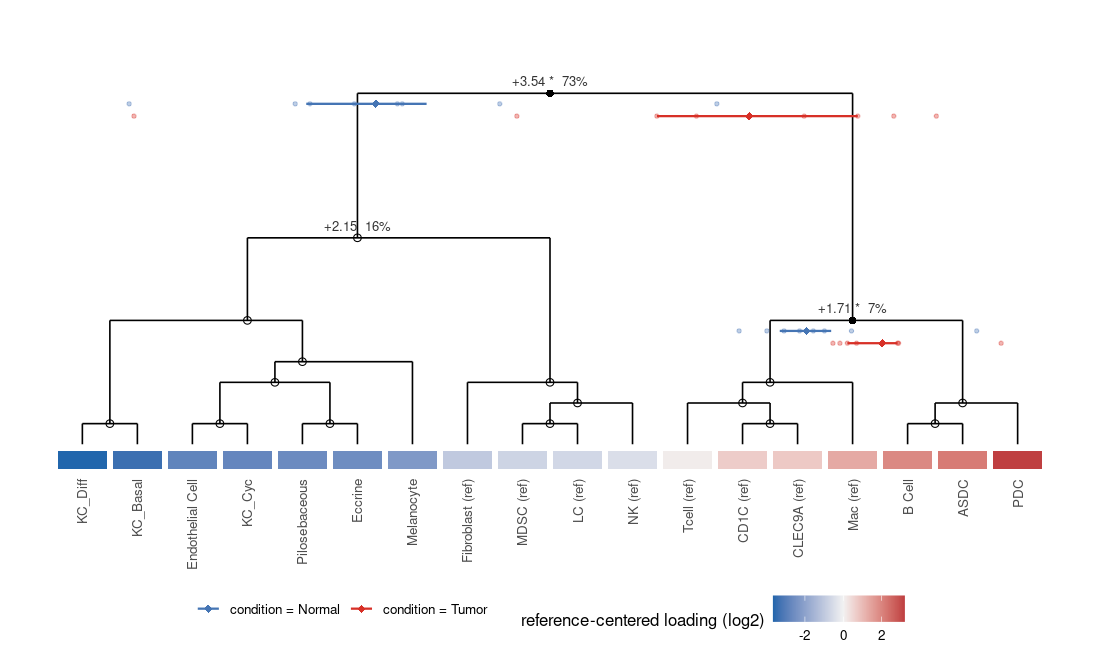 +3.54 * 73%
+2.15 16%
+1.71 * 7%
KC_Diff
KC_Basal
Endothelial Cell
KC_Cyc
Pilosebaceous
Eccrine
Melanocyte
Fibroblast (ref)
MDSC (ref)
LC (ref)
NK (ref)
Tcell (ref)
CD1C (ref)
CLEC9A (ref)
Mac (ref)
B Cell
ASDC
PDC
condition = Normal
condition = Tumor
reference-centered loading (log2)
-2 0 2